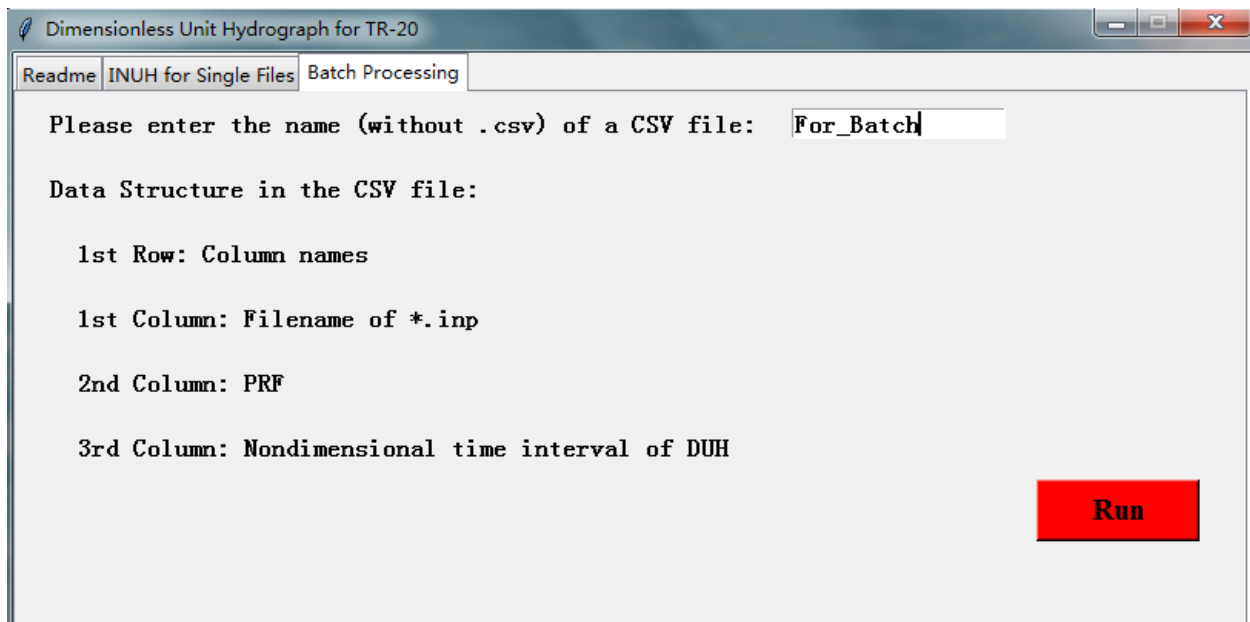 Dimensionless Unit Hydrograph for TR-20
Readme INUH for Single Files Batch Processing
Please enter the name (without .csv) of a CSV file: For_Batch
Data Structure in the CSV file:
1st Row: Column names
1st Column: Filename of *.inp
2nd Column: PRF
3rd Column: Nondimensional time interval of DUH
Run